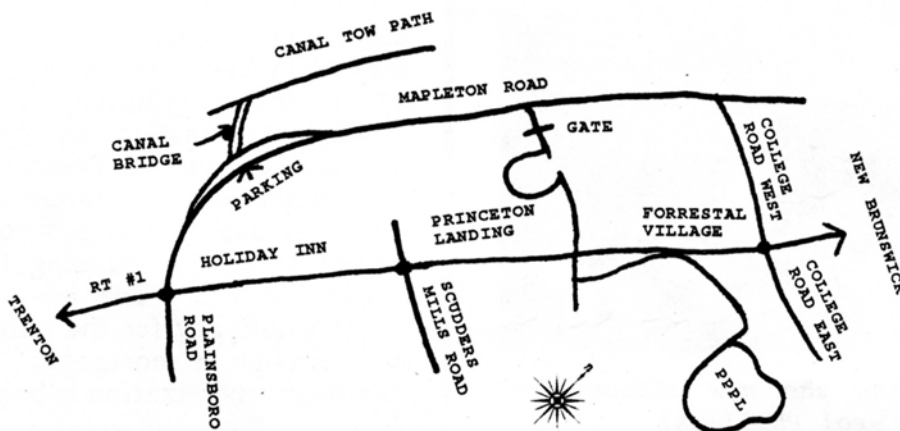 CANAL TOW PATH
MAPLETON ROAD
CANAL
BRIDGE
GATE
PARKING
COLLEGE
ROAD WEST
NEW BRUNSWICK
PRINCETON
LANDING
FORRESTAL
VILLAGE
HOLIDAY INN
RT #1
TRENTON
PLAINSBORO
ROAD
SCUDDERS
MILLS ROAD
COLLEGE
ROAD EAST
n
PPPL